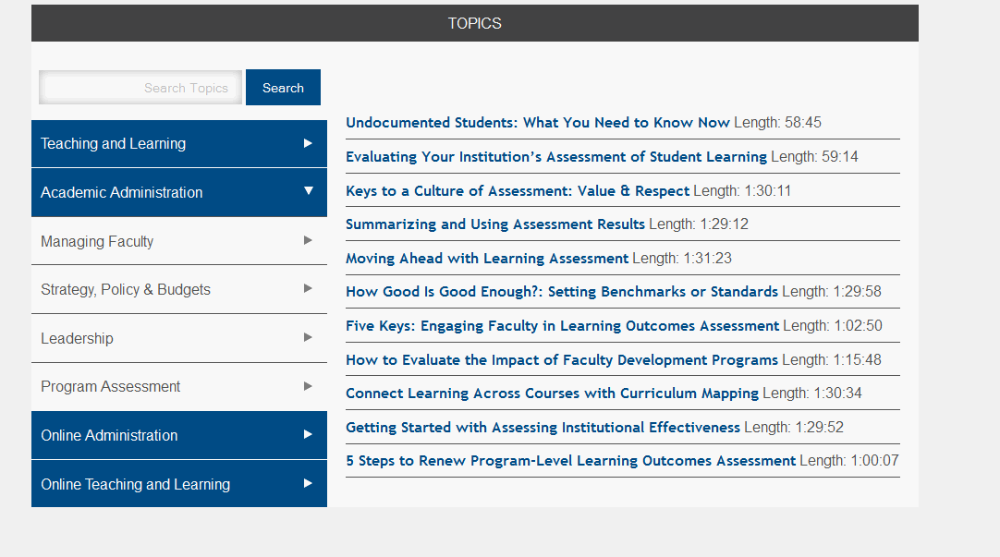 TOPICS
Search Topics
Search
Teaching and Learning
Academic Administration
Managing Faculty
Strategy, Policy & Budgets
Leadership
Program Assessment
Online Administration
Online Teaching and Learning
Undocumented Students: What You Need to Know Now Length: 58:45
Evaluating Your Institution’s Assessment of Student Learning Length: 59:14
Keys to a Culture of Assessment: Value & Respect Length: 1:30:11
Summarizing and Using Assessment Results Length: 1:29:12
Moving Ahead with Learning Assessment Length: 1:31:23
How Good Is Good Enough?: Setting Benchmarks or Standards Length: 1:29:58
Five Keys: Engaging Faculty in Learning Outcomes Assessment Length: 1:02:50
How to Evaluate the Impact of Faculty Development Programs Length: 1:15:48
Connect Learning Across Courses with Curriculum Mapping Length: 1:30:34
Getting Started with Assessing Institutional Effectiveness Length: 1:29:52
5 Steps to Renew Program-Level Learning Outcomes Assessment Length: 1:00:07